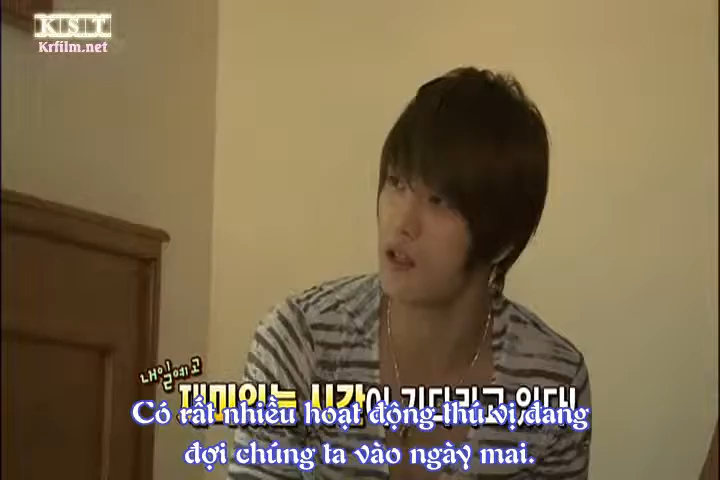 KST
Krfilm.net
내일예고
재미있는 시간이 기다리고 있다!
Có rất nhiều hoạt động thú vị đang
đợi chúng ta vào ngày mai.